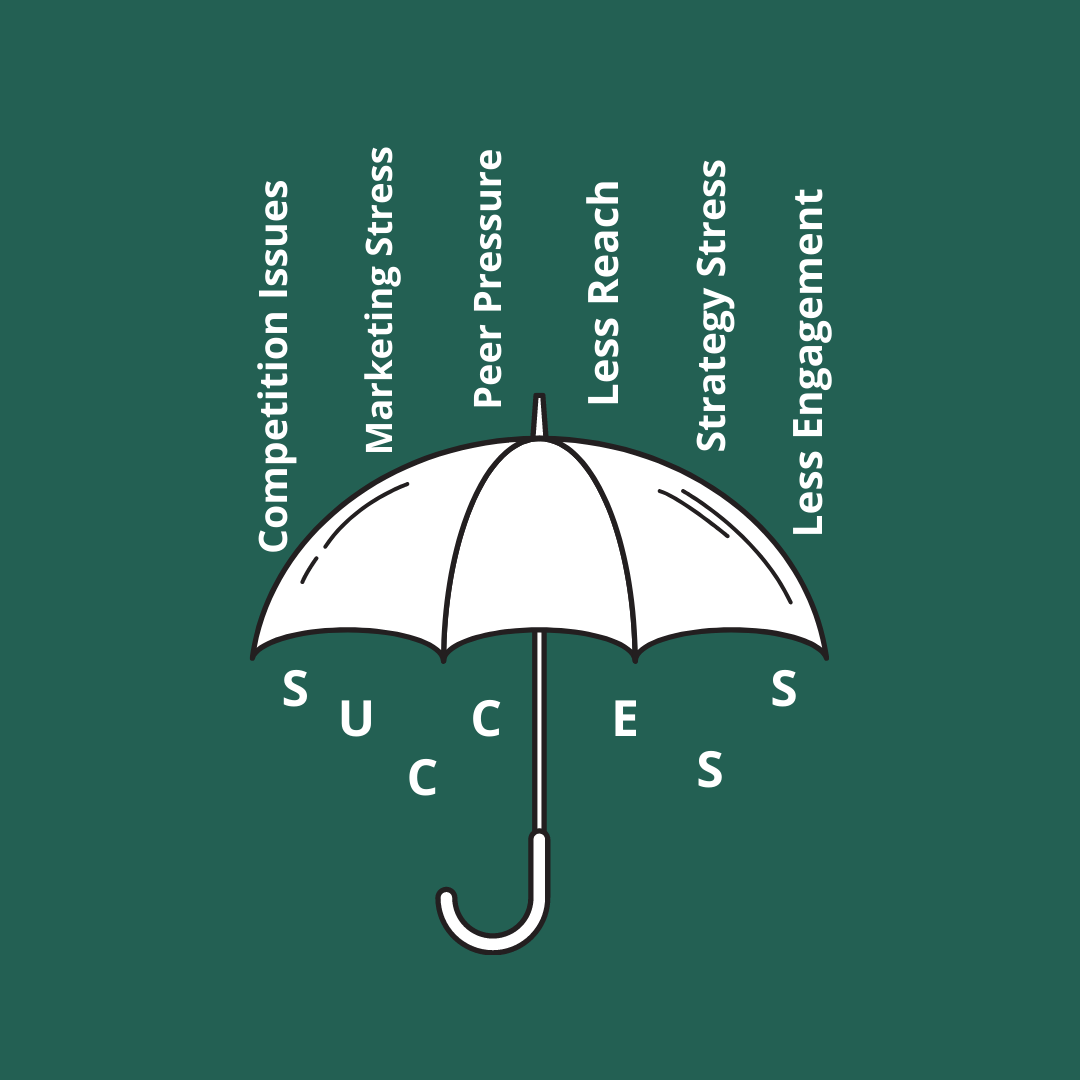 Competition Issues
Marketing Stress
Peer Pressure
Less Reach
Strategy Stress
Less Engagement
S U C C E S S